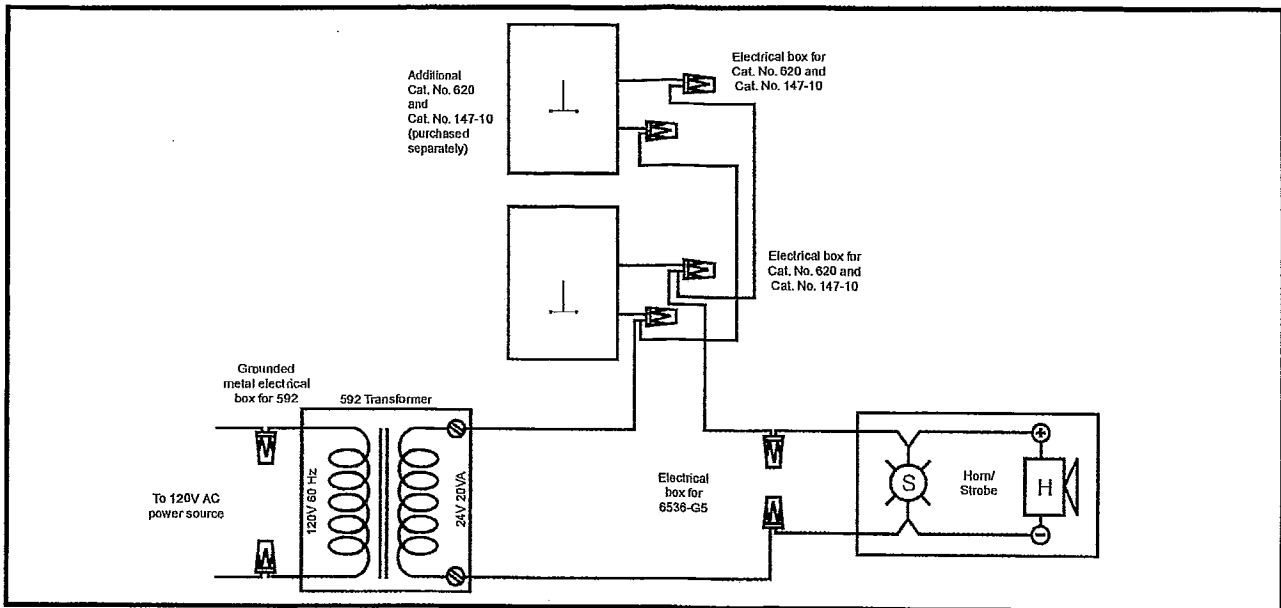 Additional
Cat. No. 620
and
Cat. No. 147-10
(purchased
separately)
Electrical box for
Cat. No. 620 and
Cat. No. 147-10
Electrical box for
Cat. No. 620 and
Cat. No. 147-10
Grounded
metal electrical
box for 592
592 Transformer
To 120V AC
power source
120V 60 Hz
24V 20VA
Electrical
box for
6536-G5
S
Horn/
Strobe
+
H
−